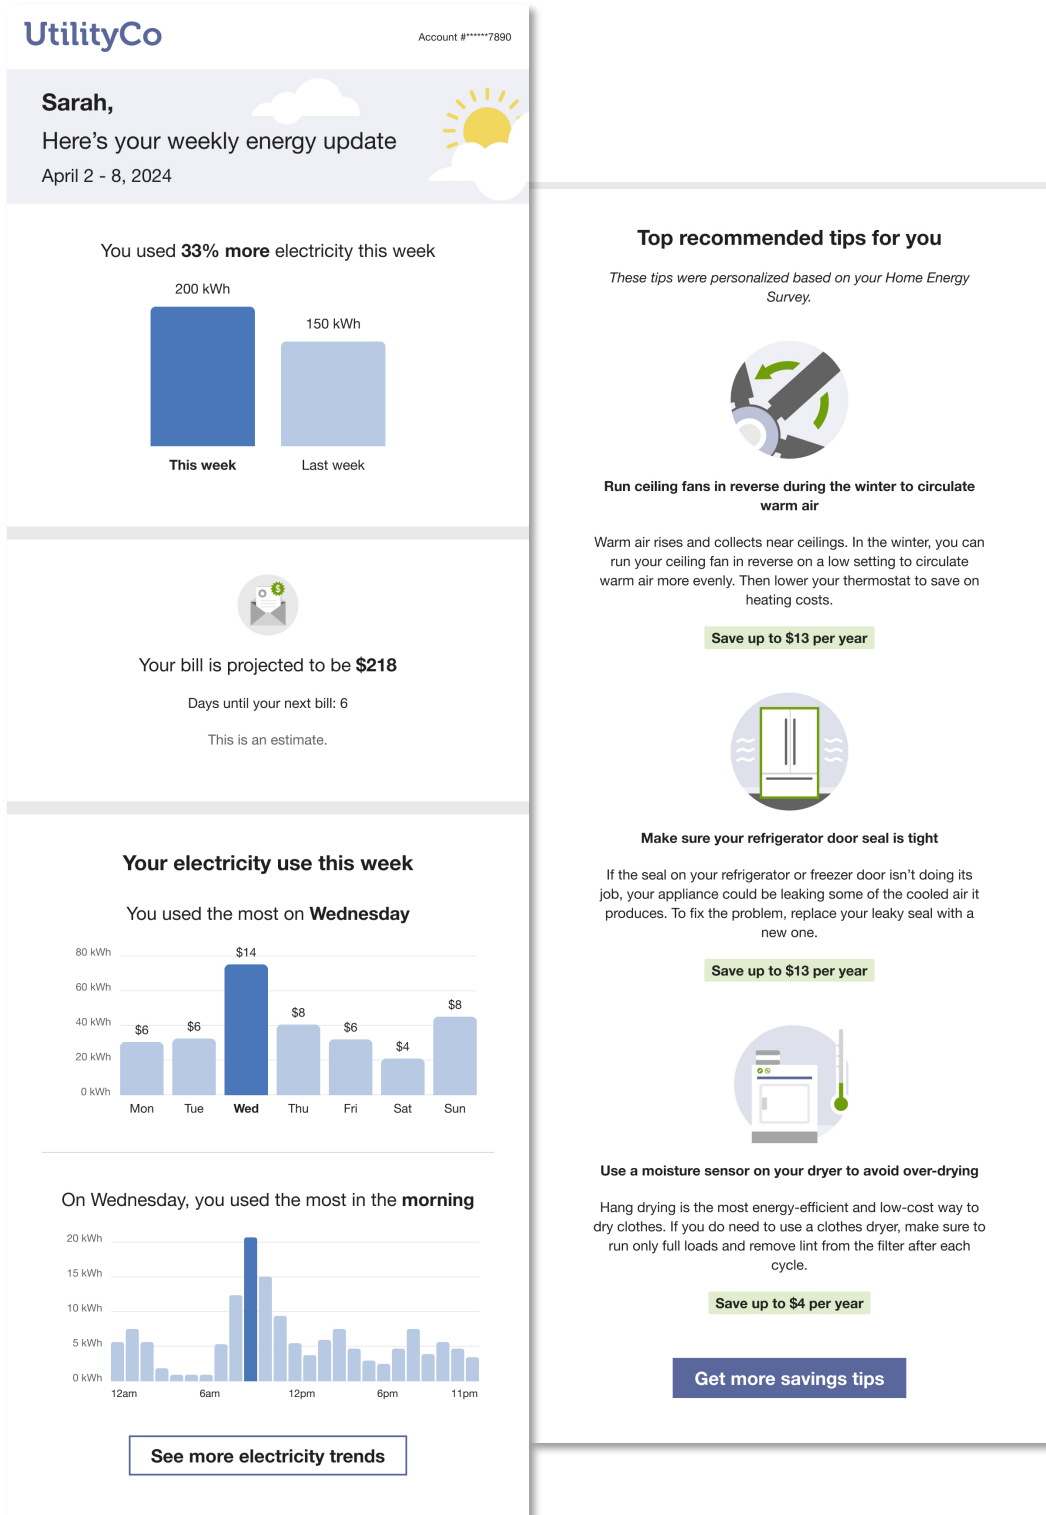 UtilityCo
Account #******7890
Sarah,
Here's your weekly energy update
April 2 - 8, 2024
You used 33% more electricity this week
200 kWh
150 kWh
This week
Last week
Your bill is projected to be $218
Days until your next bill: 6
This is an estimate.
Your electricity use this week
You used the most on Wednesday
80 kWh
60 kWh
40 kWh
20 kWh
0 kWh
$6
$6
$14
$8
$6
$4
$8
Mon
Tue
Wed
Thu
Fri
Sat
Sun
On Wednesday, you used the most in the morning
20 kWh
15 kWh
10 kWh
5 kWh
0 kWh
12am
6am
12pm
6pm
11pm
See more electricity trends
Top recommended tips for you
These tips were personalized based on your Home Energy
Survey.
Run ceiling fans in reverse during the winter to circulate
warm air
Warm air rises and collects near ceilings. In the winter, you can
run your ceiling fan in reverse on a low setting to circulate
warm air more evenly. Then lower your thermostat to save on
heating costs.
Save up to $13 per year
Make sure your refrigerator door seal is tight
If the seal on your refrigerator or freezer door isn't doing its
job, your appliance could be leaking some of the cooled air it
produces. To fix the problem, replace your leaky seal with a
new one.
Save up to $13 per year
Use a moisture sensor on your dryer to avoid over-drying
Hang drying is the most energy-efficient and low-cost way to
dry clothes. If you do need to use a clothes dryer, make sure to
run only full loads and remove lint from the filter after each
cycle.
Save up to $4 per year
Get more savings tips